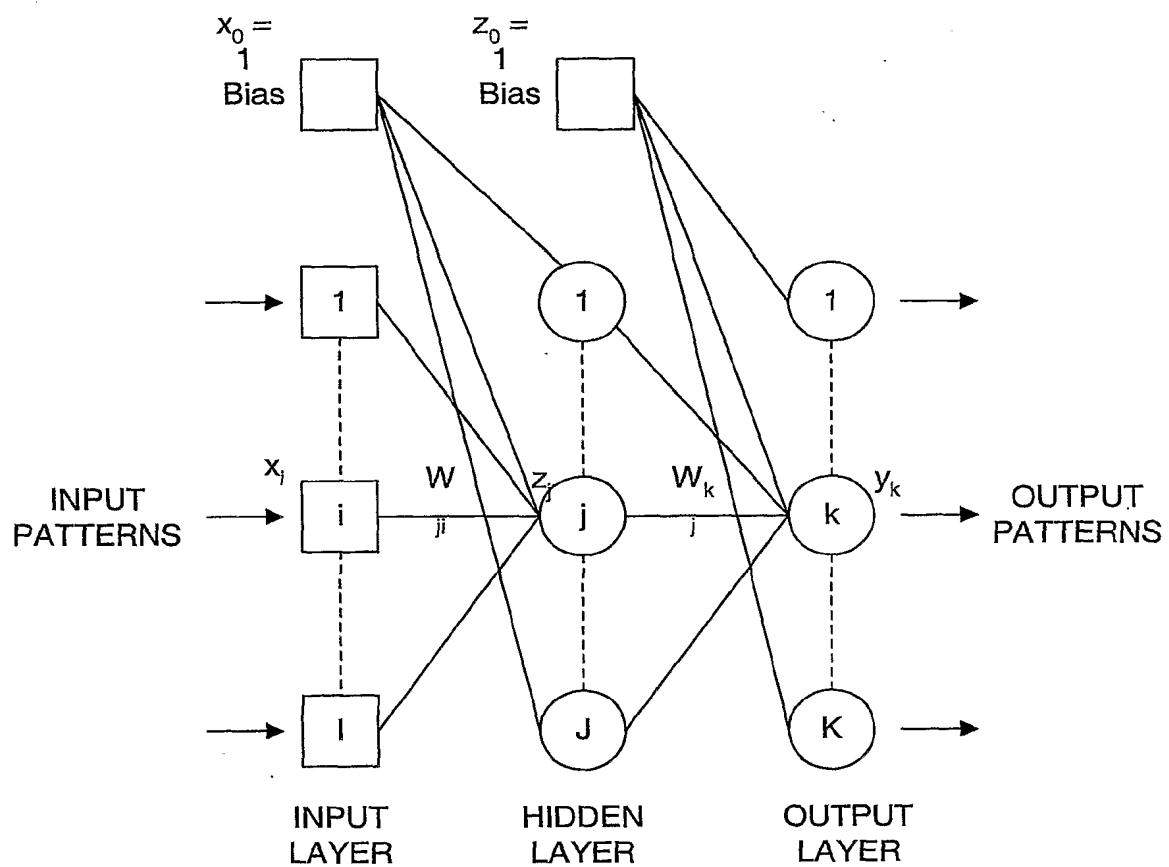 x₀ =
1
Bias
z₀ =
1
Bias
1
1
1
xᵢ
W
ji
zⱼ
Wₖ
j
yₖ
INPUT
PATTERNS
i
j
k
OUTPUT
PATTERNS
I
J
K
INPUT
LAYER
HIDDEN
LAYER
OUTPUT
LAYER